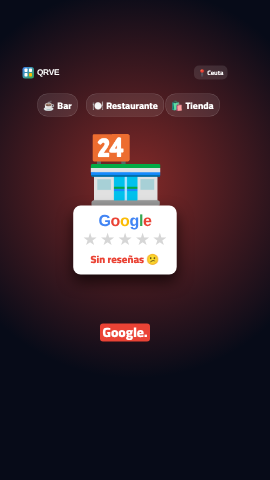 QRVE
📍 Ceuta
☕ Bar
🍽️ Restaurante
🛍️ Tienda
24
Google
Sin reseñas 😕
Google.